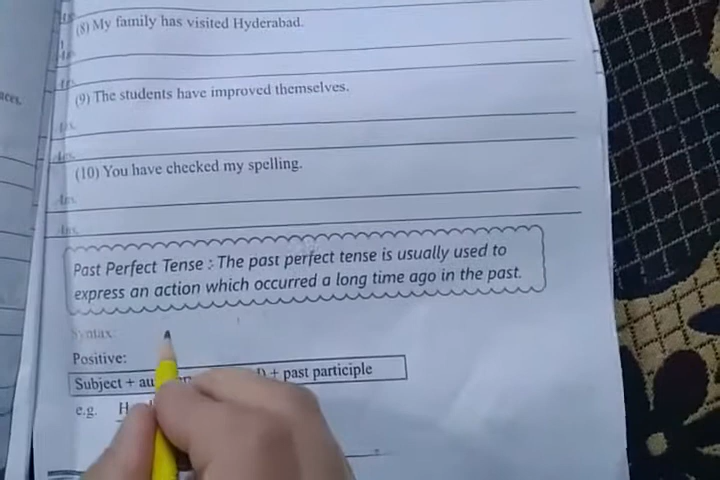 (8) My family has visited Hyderabad.
(9) The students have improved themselves.
(10) You have checked my spelling.
Past Perfect Tense : The past perfect tense is usually used to
express an action which occurred a long time ago in the past.
Syntax:
Positive:
Subject + + past participle
e.g.